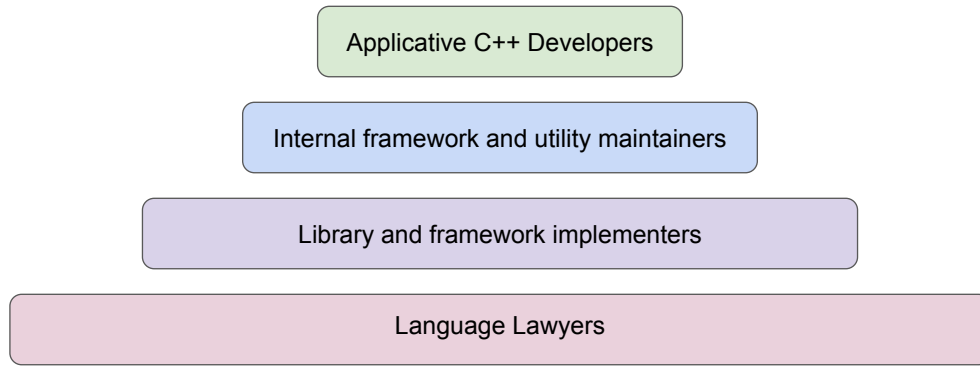 Applicative C++ Developers
Internal framework and utility maintainers
Library and framework implementers
Language Lawyers